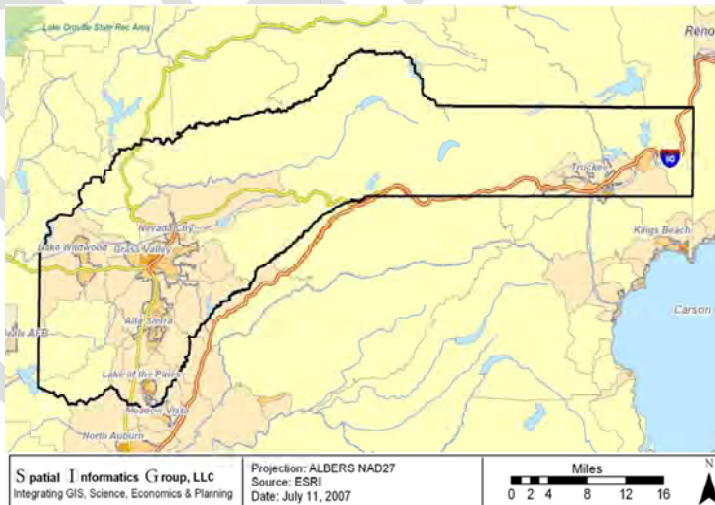 Lake Oroville State Rec Area
Reno
80
Truckee
Nevada City
Kings Beach
Lake Wildwood
Grass Valley
Carson
Alta Sierra
Beale AFB
Lake of the Pines
Meadow Vista
North Auburn
Spatial Informatics Group, LLC
Integrating GIS, Science, Economics & Planning
Projection: ALBERS NAD27
Source: ESRI
Date: July 11, 2007
Miles
0 2 4 8 12 16
N